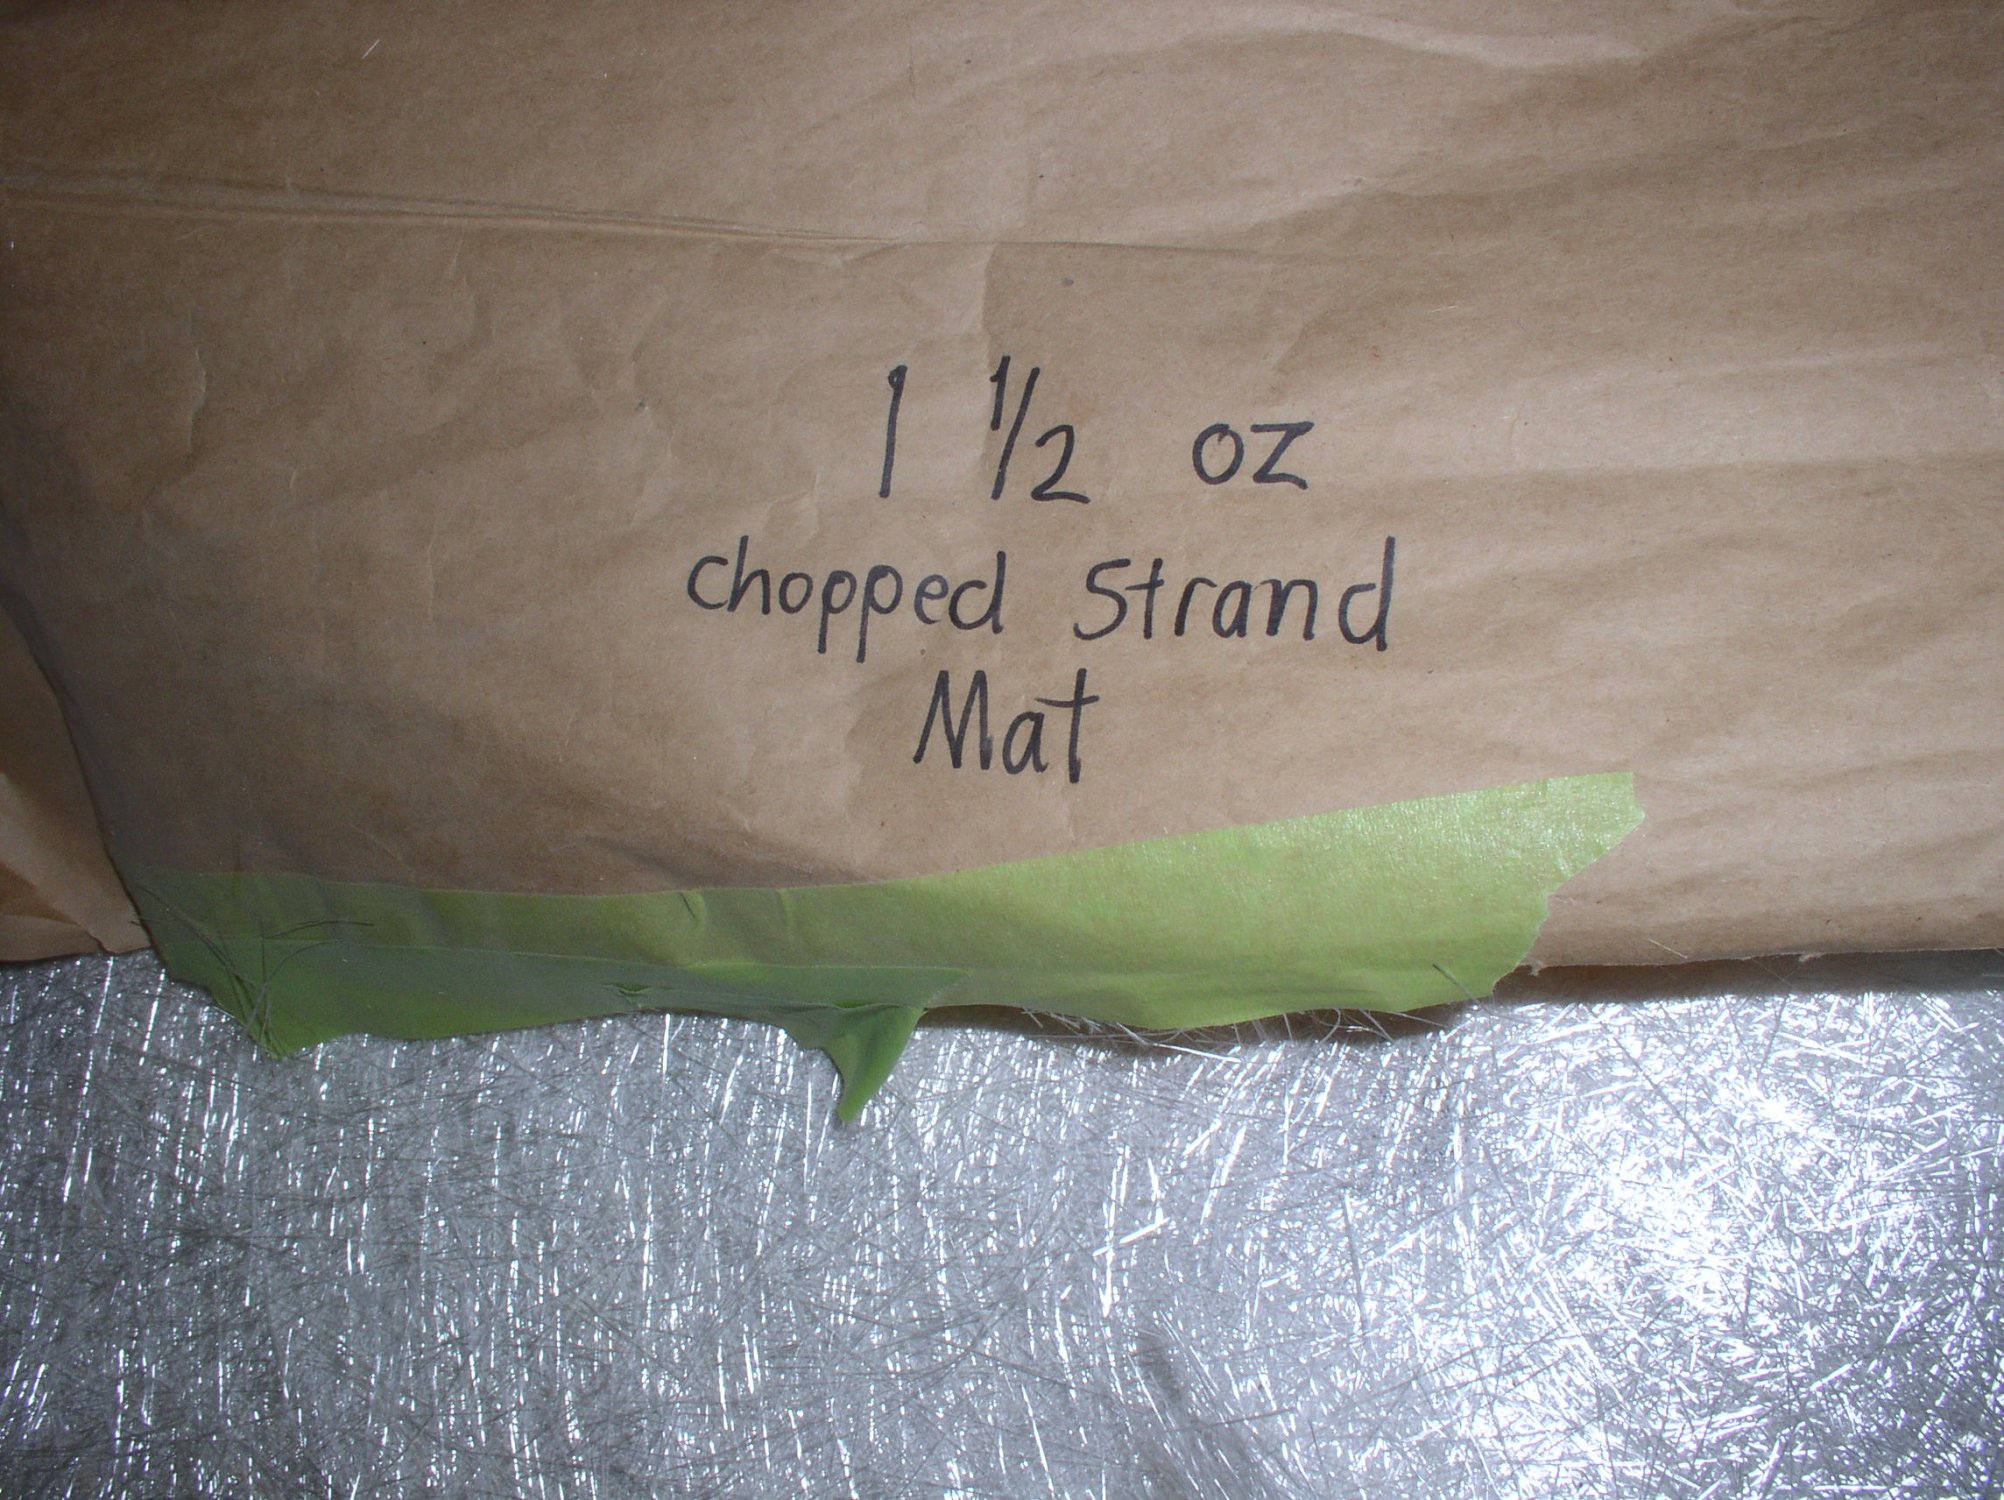 1 1/2 oz
chopped Strand
Mat